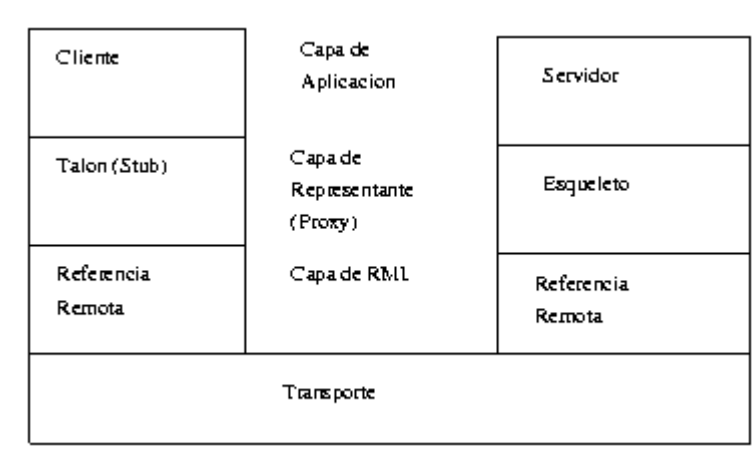 Cliente
Capa de
Aplicacion
Servidor
Talon (Stub)
Capa de
Representante
(Proxy)
Esqueleto
Referencia
Remota
Capa de RMI
Referencia
Remota
Transporte